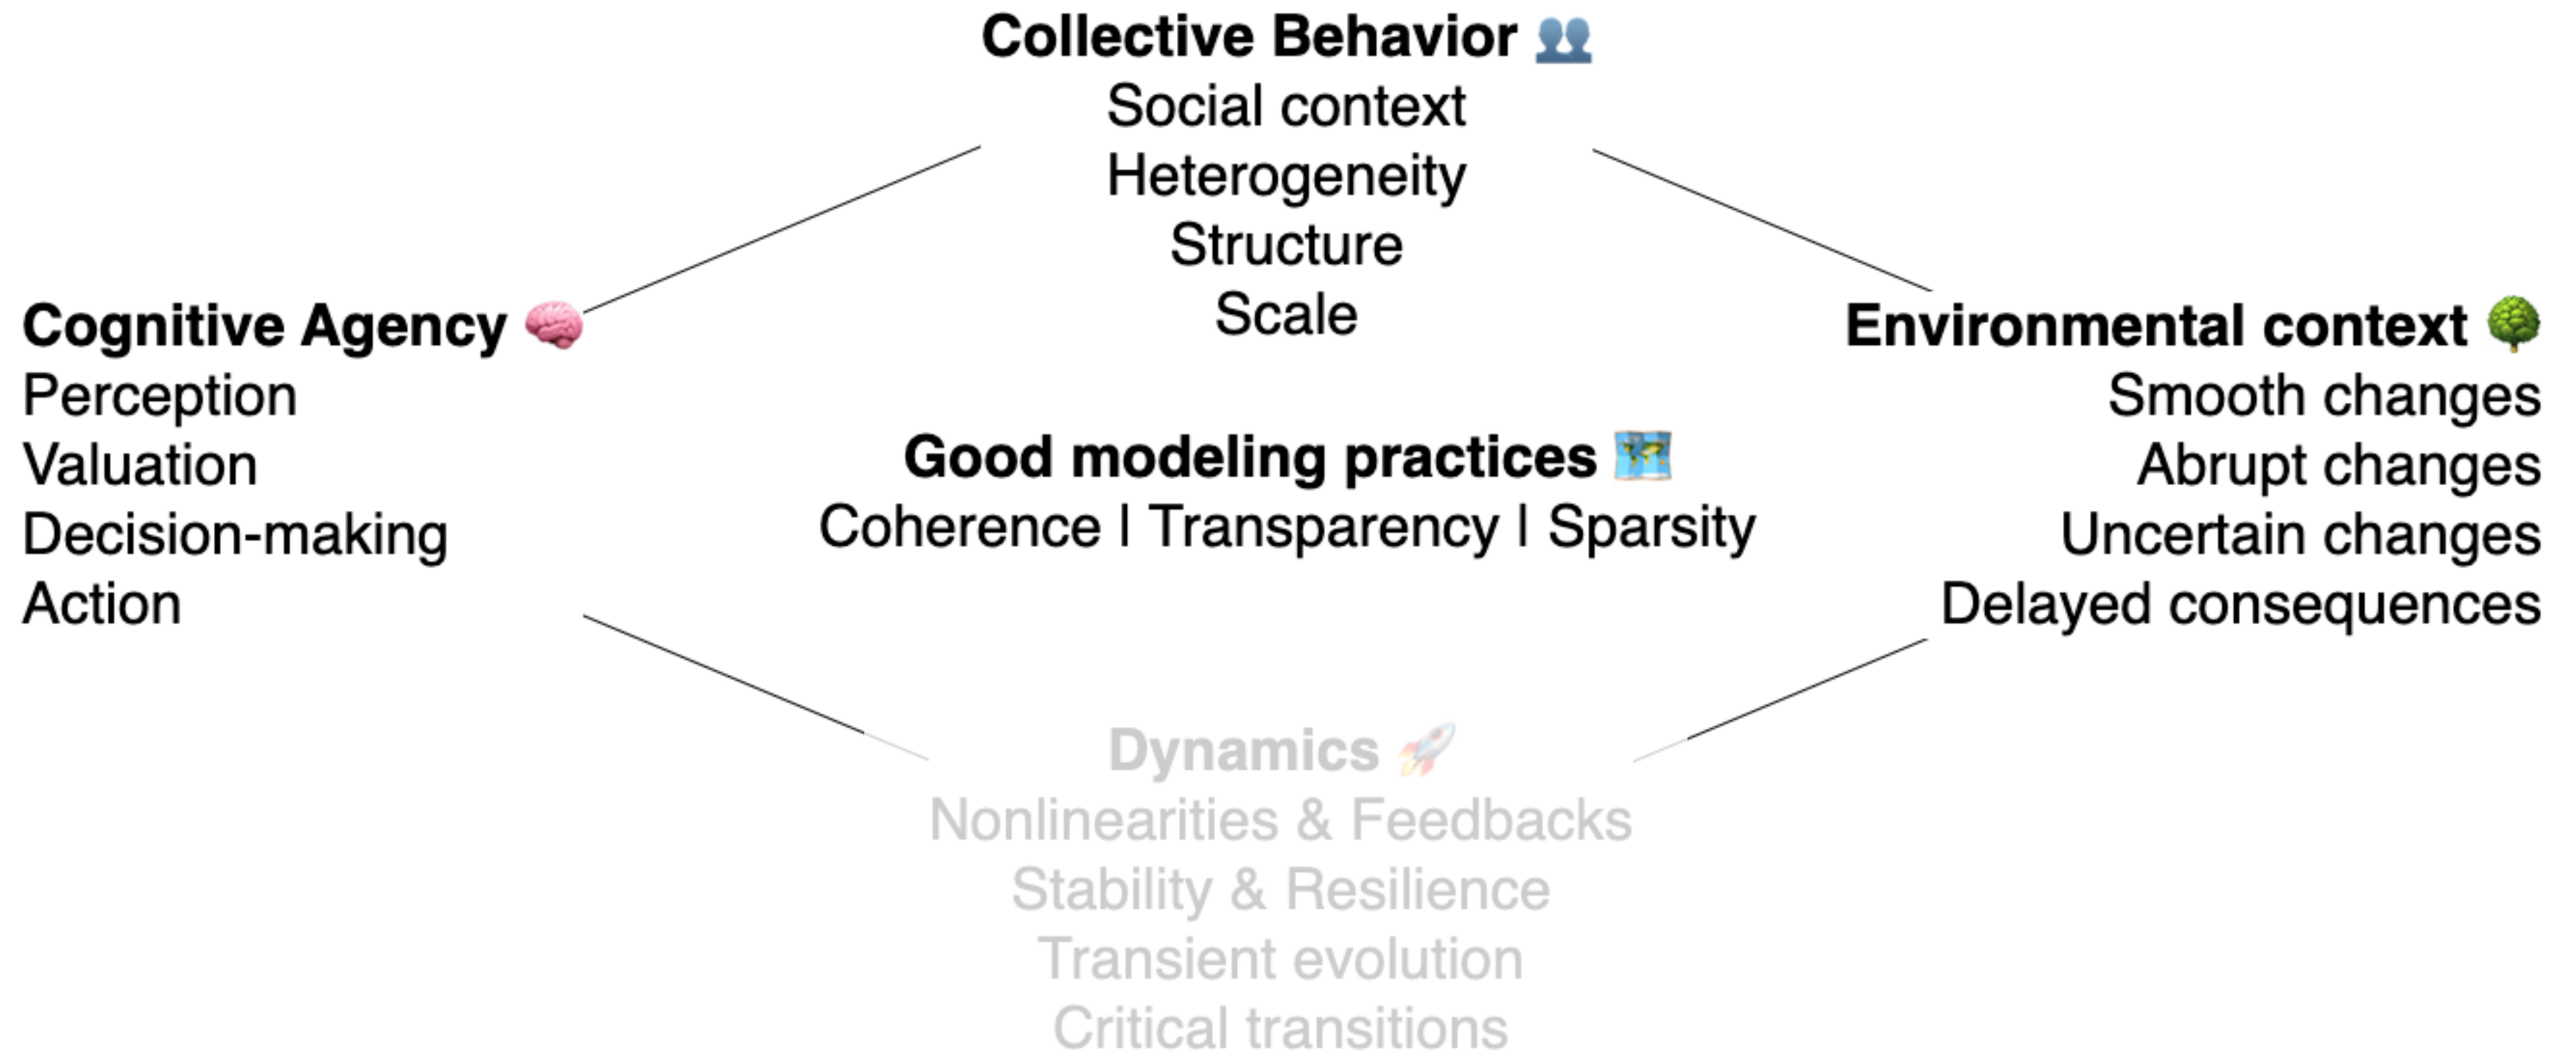 Collective Behavior 👥
Social context
Heterogeneity
Structure
Scale
Cognitive Agency 🧠
Perception
Valuation
Decision-making
Action
Good modeling practices 🗺️
Coherence | Transparency | Sparsity
Environmental context 🌳
Smooth changes
Abrupt changes
Uncertain changes
Delayed consequences
Dynamics 🚀
Nonlinearities & Feedbacks
Stability & Resilience
Transient evolution
Critical transitions